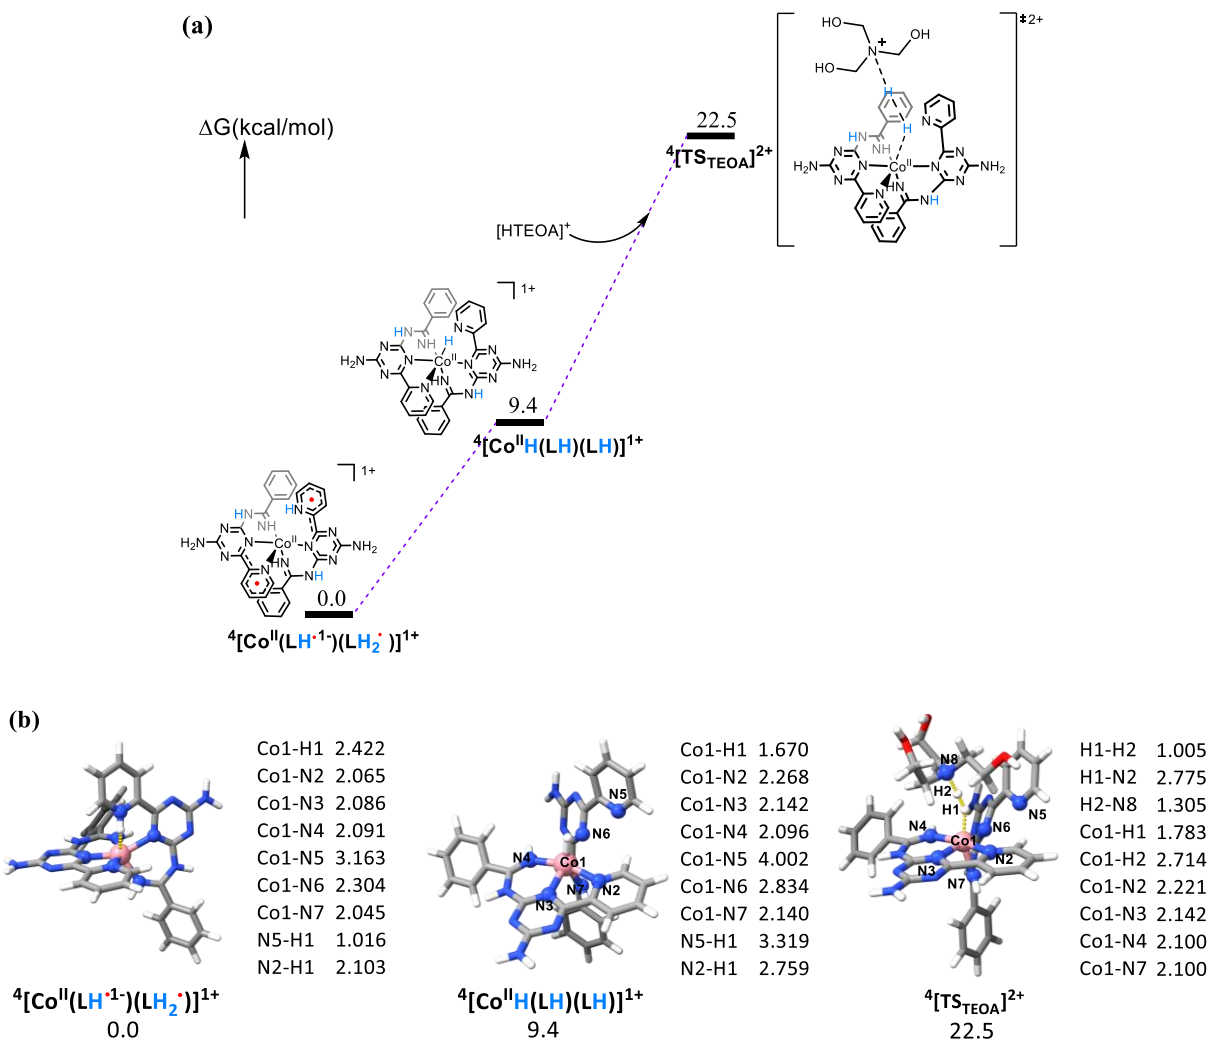 (a)
ΔG(kcal/mol)
HO
OH
N
+
HO
‡2+
H
H
HN
NH
N
N
N
N
H₂N
N
N
Coᴵᴵ
N
N
NH₂
N
N
HN
N
NH
22.5
⁴[TS_TEOA]²⁺
[HTEOA]⁺
1+
HN
N
NH
H
N
N
H₂N
N
N
Coᴵᴵ
N
N
NH₂
N
N
HN
N
NH
9.4
⁴[CoᴵᴵH(LH)(LH)]¹⁺
1+
HN
N
NH
HN
N
N
H₂N
N
Coᴵᴵ
N
N
NH₂
N
N
HN
N
NH
0.0
⁴[Coᴵᴵ(LH•¹⁻)(LH₂•)]¹⁺
(b)
Co1-H1 2.422
Co1-N2 2.065
Co1-N3 2.086
Co1-N4 2.091
Co1-N5 3.163
Co1-N6 2.304
Co1-N7 2.045
N5-H1 1.016
N2-H1 2.103
⁴[Coᴵᴵ(LH•¹⁻)(LH₂•)]¹⁺
0.0
N5
N6
N4
Co1
N7
N2
N3
Co1-H1 1.670
Co1-N2 2.268
Co1-N3 2.142
Co1-N4 2.096
Co1-N5 4.002
Co1-N6 2.834
Co1-N7 2.140
N5-H1 3.319
N2-H1 2.759
⁴[CoᴵᴵH(LH)(LH)]¹⁺
9.4
N8
H2
H1
N5
N4
N6
Co1
N2
N3
N7
H1-H2 1.005
H1-N2 2.775
H2-N8 1.305
Co1-H1 1.783
Co1-H2 2.714
Co1-N2 2.221
Co1-N3 2.142
Co1-N4 2.100
Co1-N7 2.100
⁴[TS_TEOA]²⁺
22.5